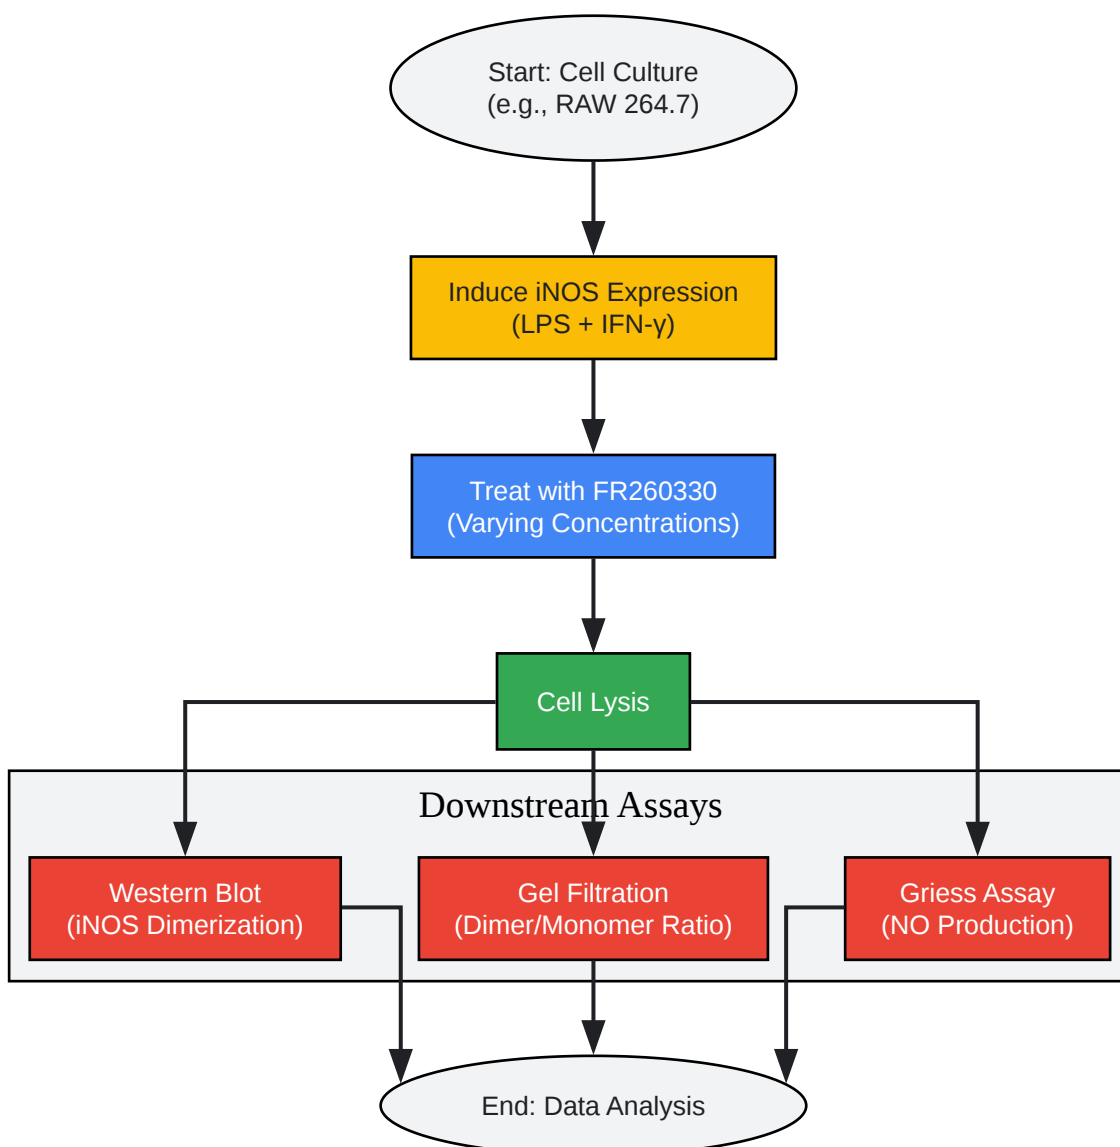 Start: Cell Culture
(e.g., RAW 264.7)
Induce iNOS Expression
(LPS + IFN-γ)
Treat with FR260330
(Varying Concentrations)
Cell Lysis
Downstream Assays
Western Blot
(iNOS Dimerization)
Gel Filtration
(Dimer/Monomer Ratio)
Griess Assay
(NO Production)
End: Data Analysis